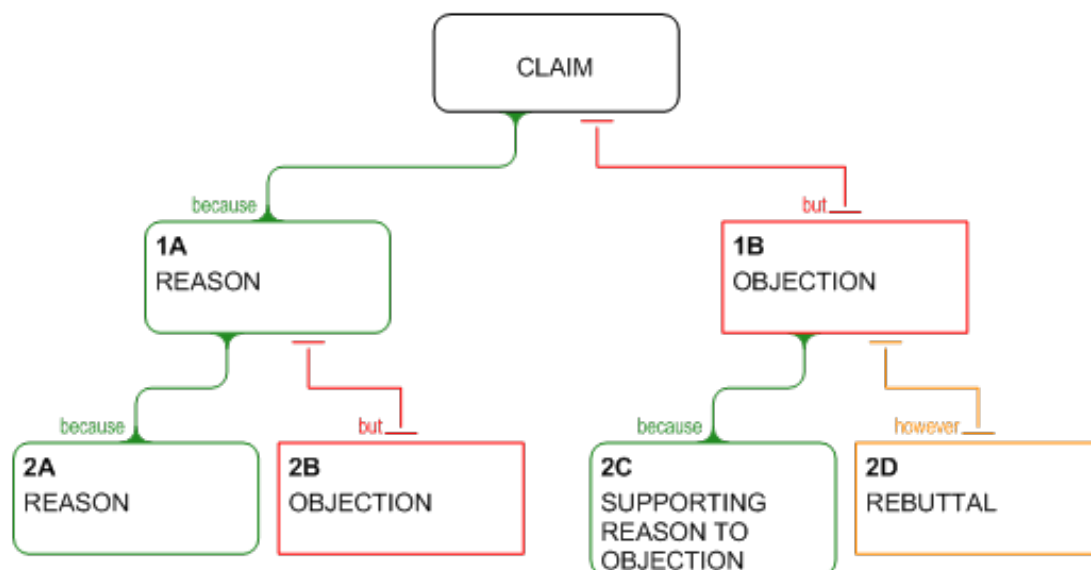 CLAIM
because
but
1A
REASON
1B
OBJECTION
because
but
because
however
2A
REASON
2B
OBJECTION
2C
SUPPORTING
REASON TO
OBJECTION
2D
REBUTTAL